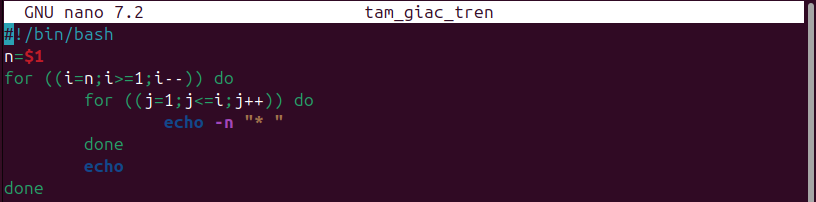 GNU nano 7.2 tam_giac_tren
#!/bin/bash
n=$1
for ((i=n;i>=1;i--)) do
        for ((j=1;j<=i;j++)) do
                echo -n "* "
        done
        echo
done